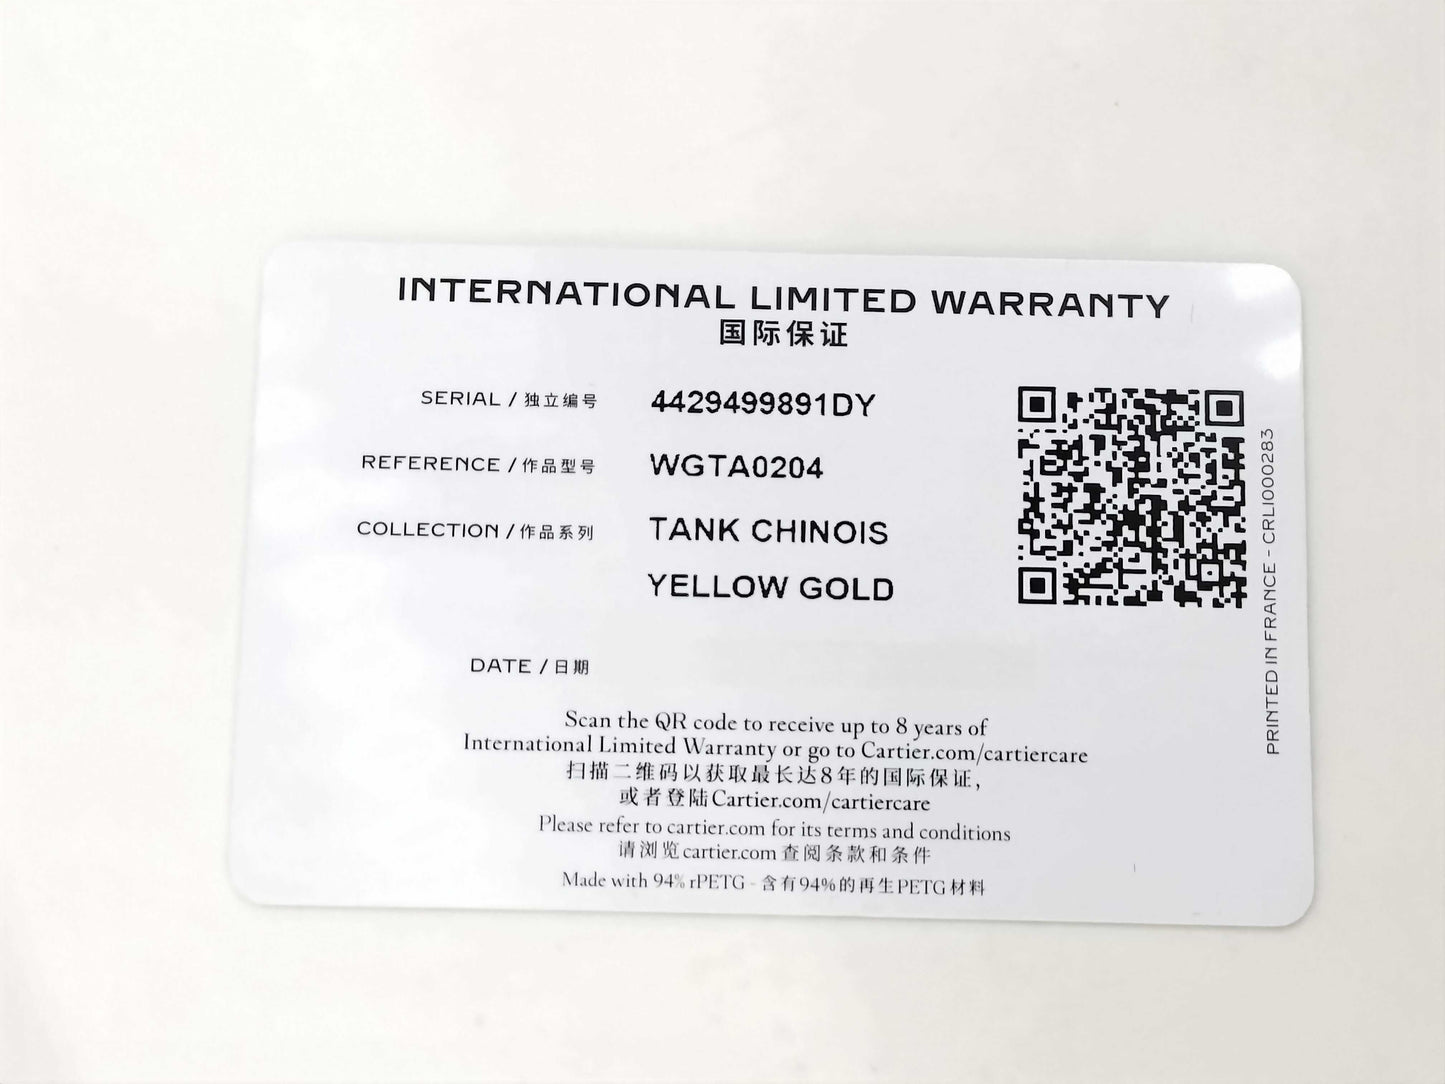 INTERNATIONAL LIMITED WARRANTY
国际保证
SERIAL / 独立编号 4429499891DY
REFERENCE / 作品型号 WGTA0204
COLLECTION / 作品系列 TANK CHINOIS
YELLOW GOLD
DATE / 日期
Scan the QR code to receive up to 8 years of
International Limited Warranty or go to Cartier.com/cartiercare
扫描二维码以获取最长达8年的国际保证，
或者登陆Cartier.com/cartiercare
Please refer to cartier.com for its terms and conditions
请浏览cartier.com 查阅条款和条件
Made with 94% rPETG - 含有94%的再生PETG材料
PRINTED IN FRANCE - CRLI000283